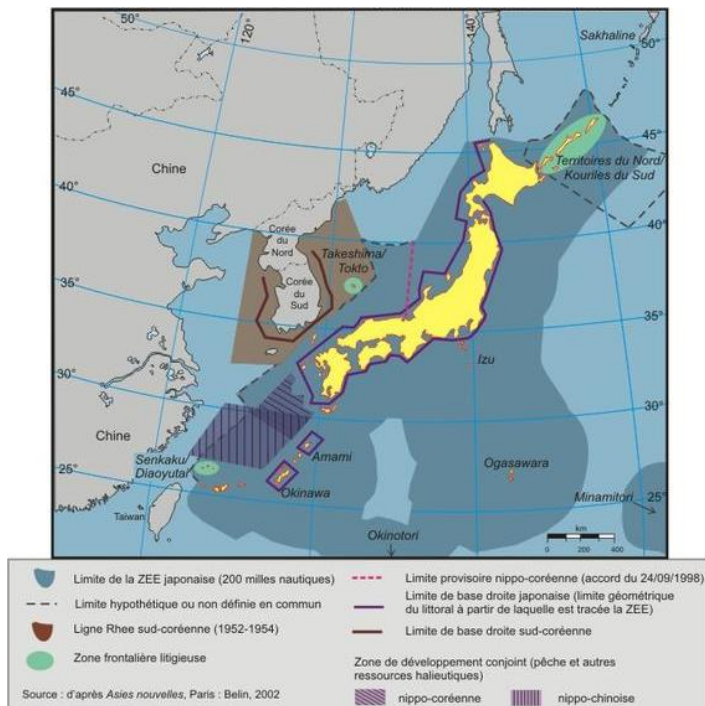 50°
120°
140°
Sakhaline
50°
45°
45°
Chine
Territoires du Nord/
Kouriles du Sud
40°
40°
Corée
du
Nord
Takeshima/
Tokto
35°
Corée
du
Sud
35°
Izu
30°
30°
Chine
Senkaku/
Diaoyutai
Amami
Ogasawara
25°
Okinawa
Minamitori
25°
Taiwan
Okinotori
km
0 200 400
Limite de la ZEE japonaise (200 milles nautiques)
Limite hypothétique ou non définie en commun
Ligne Rhee sud-coréenne (1952-1954)
Zone frontalière litigieuse
Source : d'après Asies nouvelles, Paris : Belin, 2002
Limite provisoire nippo-coréenne (accord du 24/09/1998)
Limite de base droite japonaise (limite géométrique
du littoral à partir de laquelle est tracée la ZEE)
Limite de base droite sud-coréenne
Zone de développement conjoint (pêche et autres
ressources halieutiques)
nippo-coréenne
nippo-chinoise